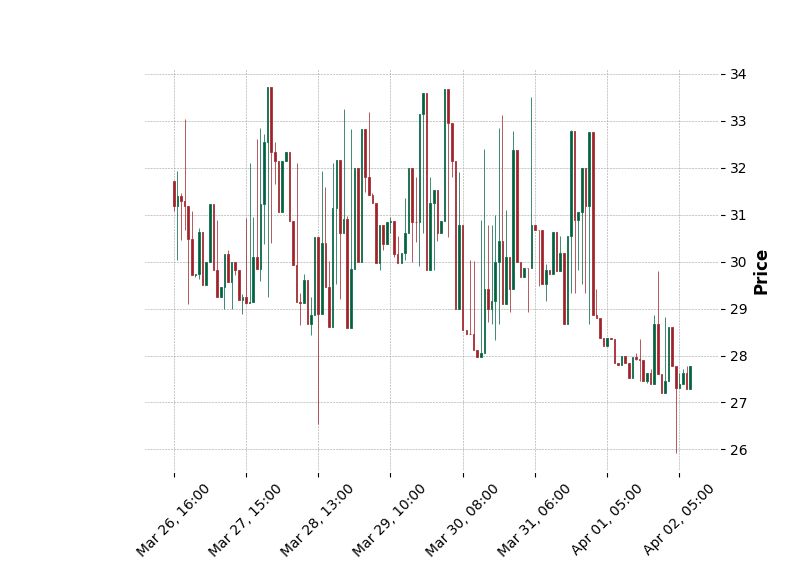 34
33
32
31
30
29
28
27
26
Price
Mar 26, 16:00
Mar 27, 15:00
Mar 28, 13:00
Mar 29, 10:00
Mar 30, 08:00
Mar 31, 06:00
Apr 01, 05:00
Apr 02, 05:00